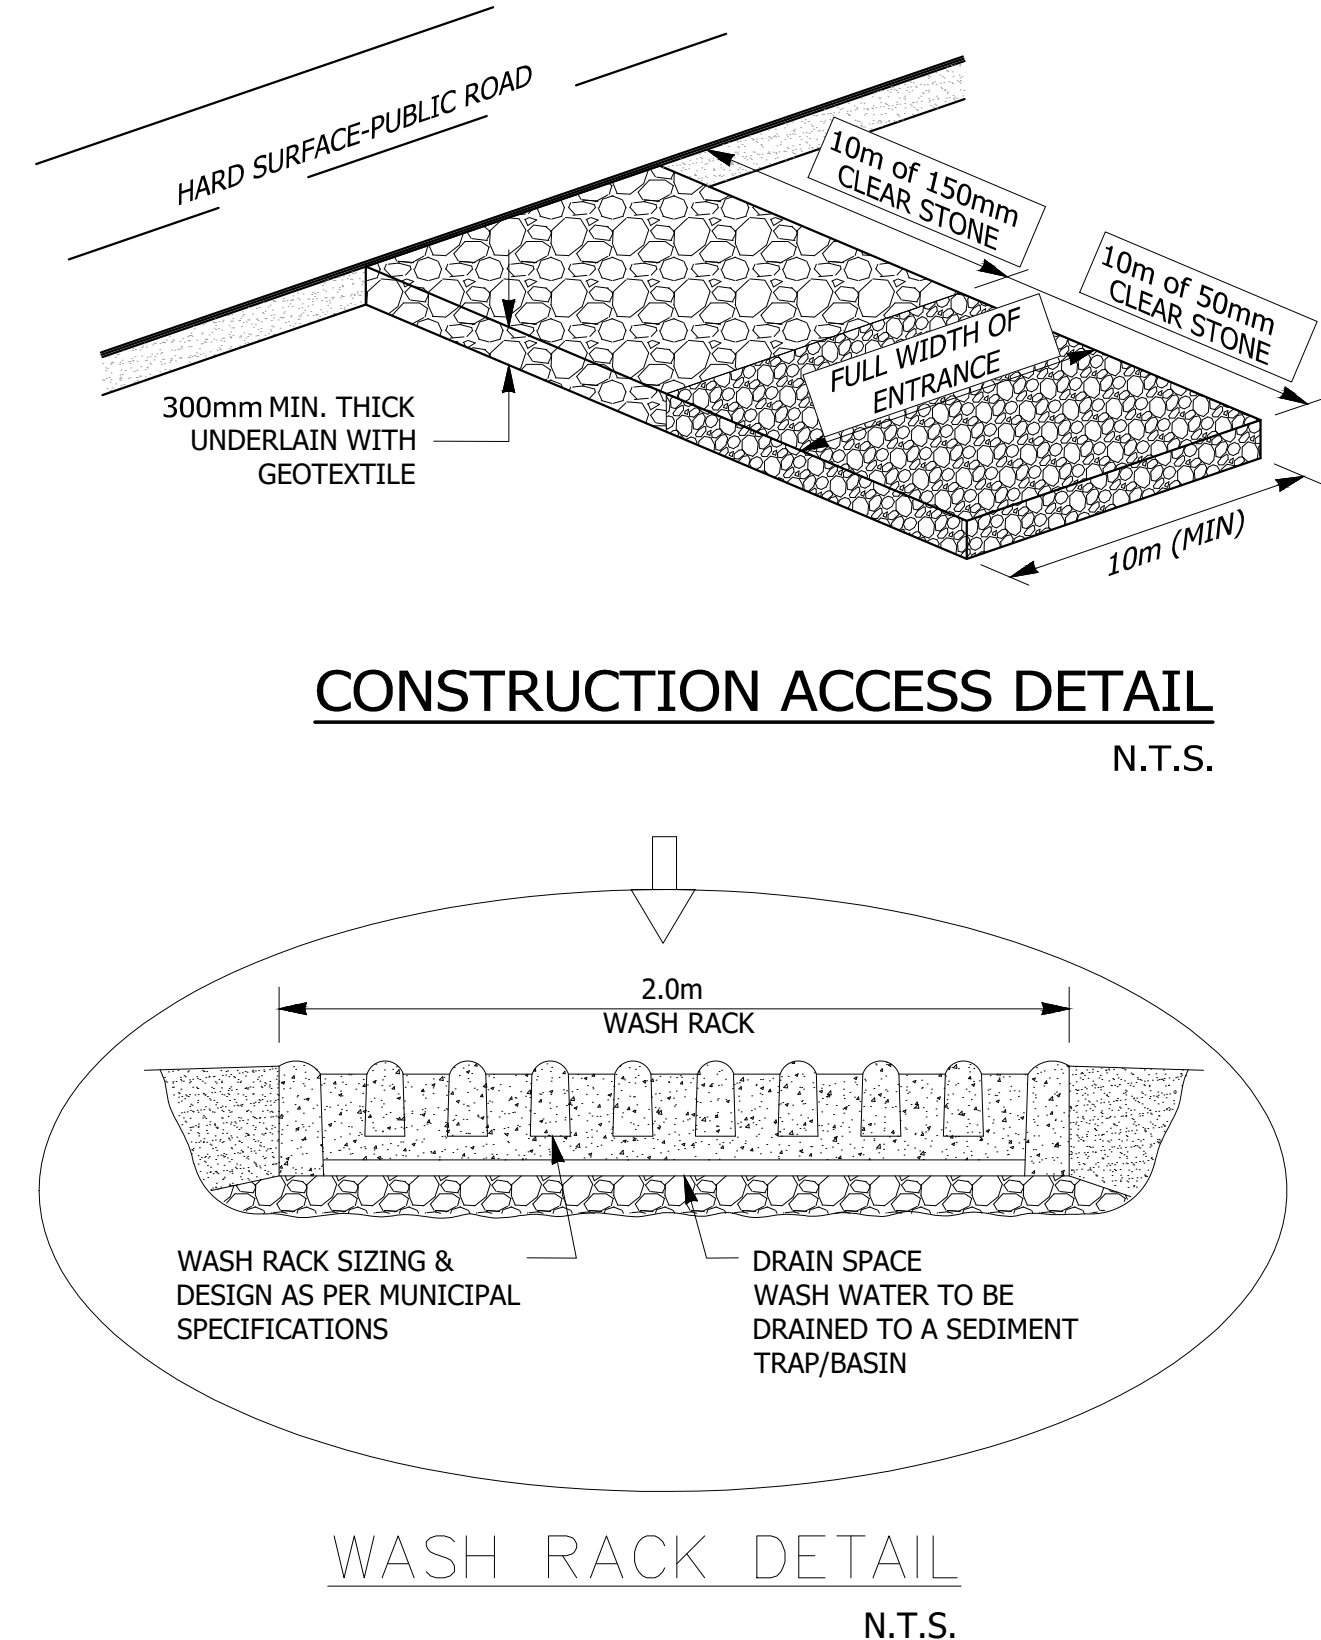 HARD SURFACE-PUBLIC ROAD
10m of 150mm
CLEAR STONE
10m of 50mm
CLEAR STONE
FULL WIDTH OF
ENTRANCE
300mm MIN. THICK
UNDERLAIN WITH
GEOTEXTILE
10m (MIN)
CONSTRUCTION ACCESS DETAIL
N.T.S.
2.0m
WASH RACK
WASH RACK SIZING &
DESIGN AS PER MUNICIPAL
SPECIFICATIONS
DRAIN SPACE
WASH WATER TO BE
DRAINED TO A SEDIMENT
TRAP/BASIN
WASH RACK DETAIL
N.T.S.